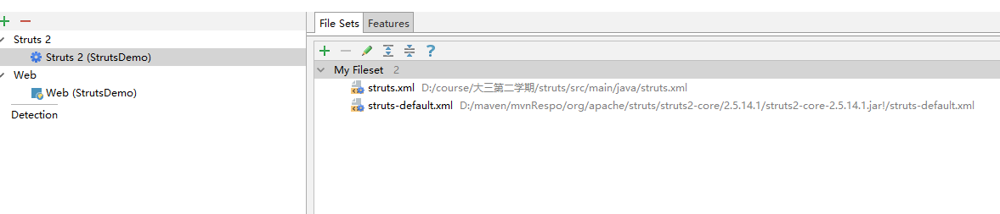 File Sets Features
Struts 2
Struts 2 (StrutsDemo)
Web
Web (StrutsDemo)
Detection
My Fileset 2
struts.xml D:/course/大三第二学期/struts/src/main/java/struts.xml
struts-default.xml D:/maven/mvnRespo/org/apache/struts/struts2-core/2.5.14.1/struts2-core-2.5.14.1.jar!/struts-default.xml